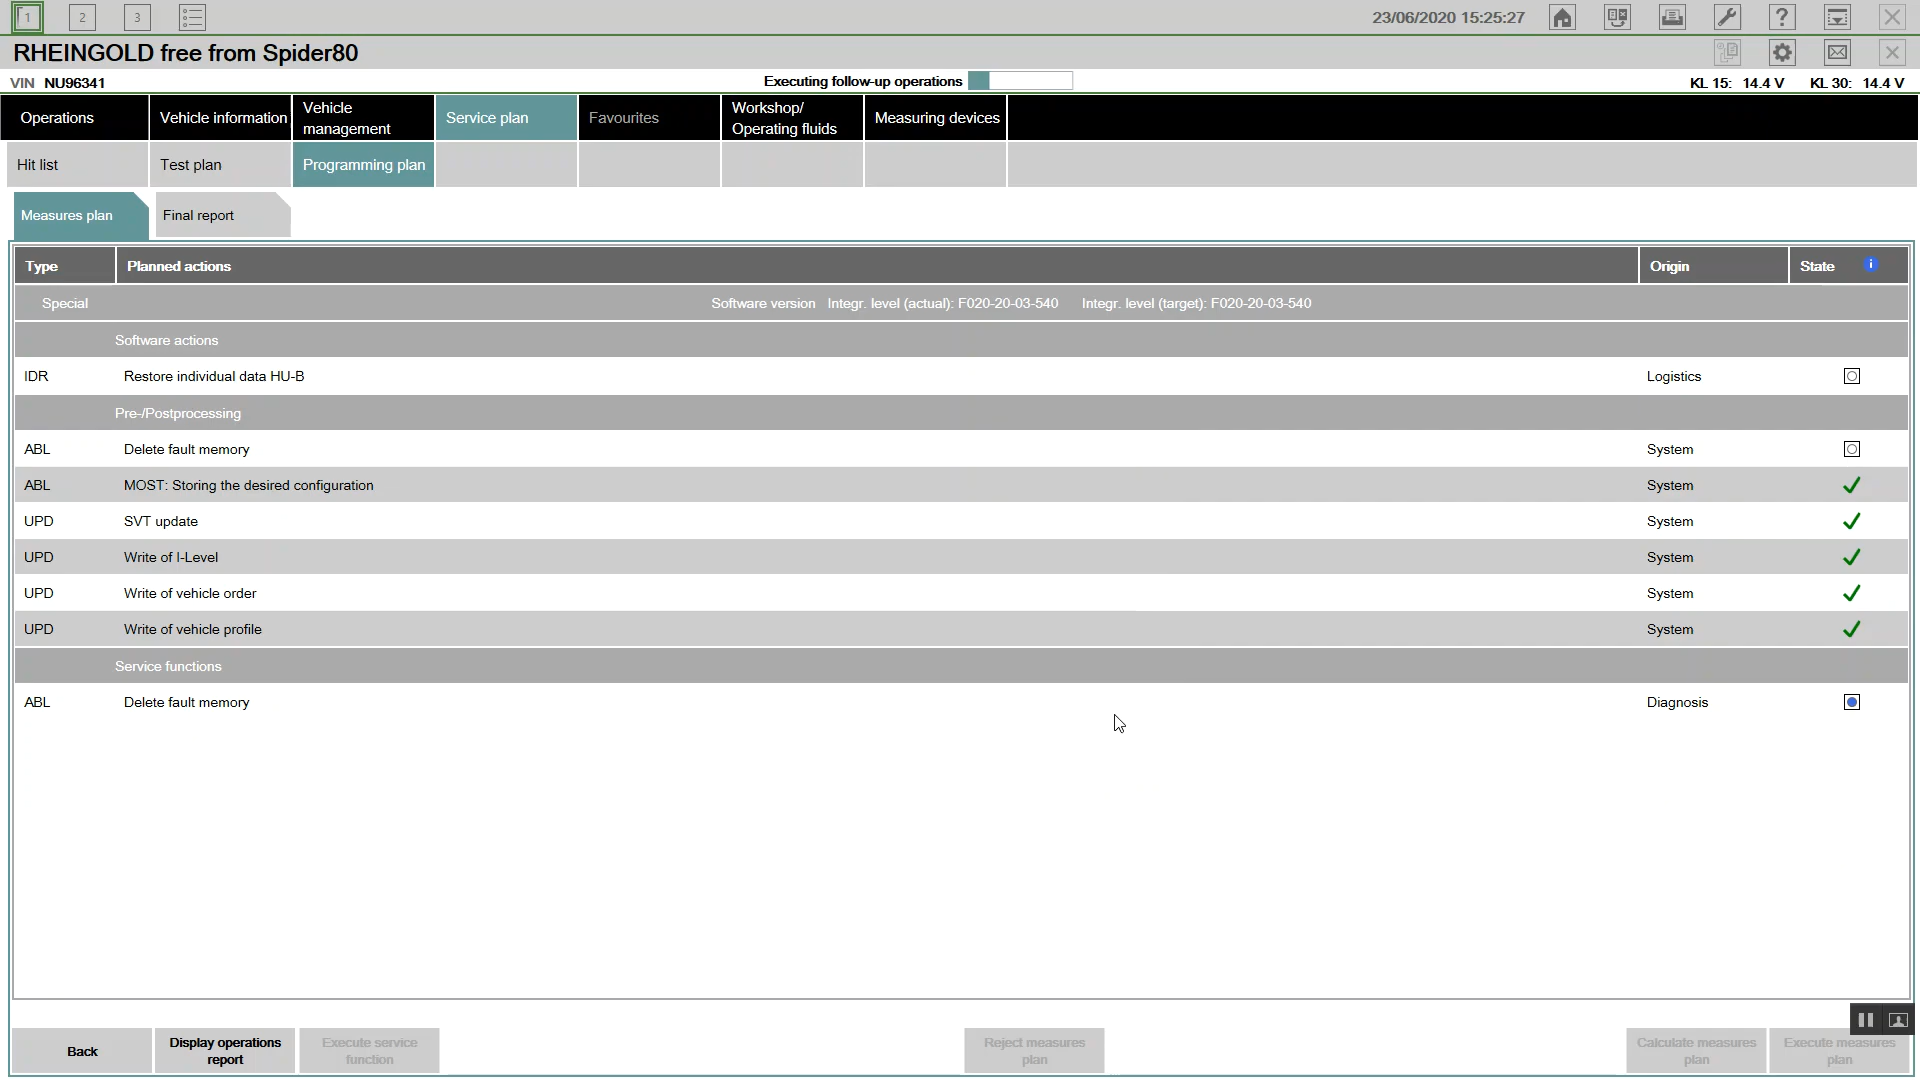 1 2 3 23/06/2020 15:25:27 ?
RHEINGOLD free from Spider80
VIN NU96341 Executing follow-up operations KL 15: 14.4 V KL 30: 14.4 V
Operations Vehicle information Vehicle management Service plan Favourites Workshop/ Operating fluids Measuring devices
Hit list Test plan Programming plan
Measures plan Final report
Type Planned actions Origin State i
Special Software version Integr. level (actual): F020-20-03-540 Integr. level (target): F020-20-03-540
Software actions
IDR Restore individual data HU-B Logistics
Pre-/Postprocessing
ABL Delete fault memory System
ABL MOST: Storing the desired configuration System
UPD SVT update System
UPD Write of I-Level System
UPD Write of vehicle order System
UPD Write of vehicle profile System
Service functions
ABL Delete fault memory Diagnosis
Back Display operations report Execute service function Reject measures plan Calculate measures plan Execute measures plan